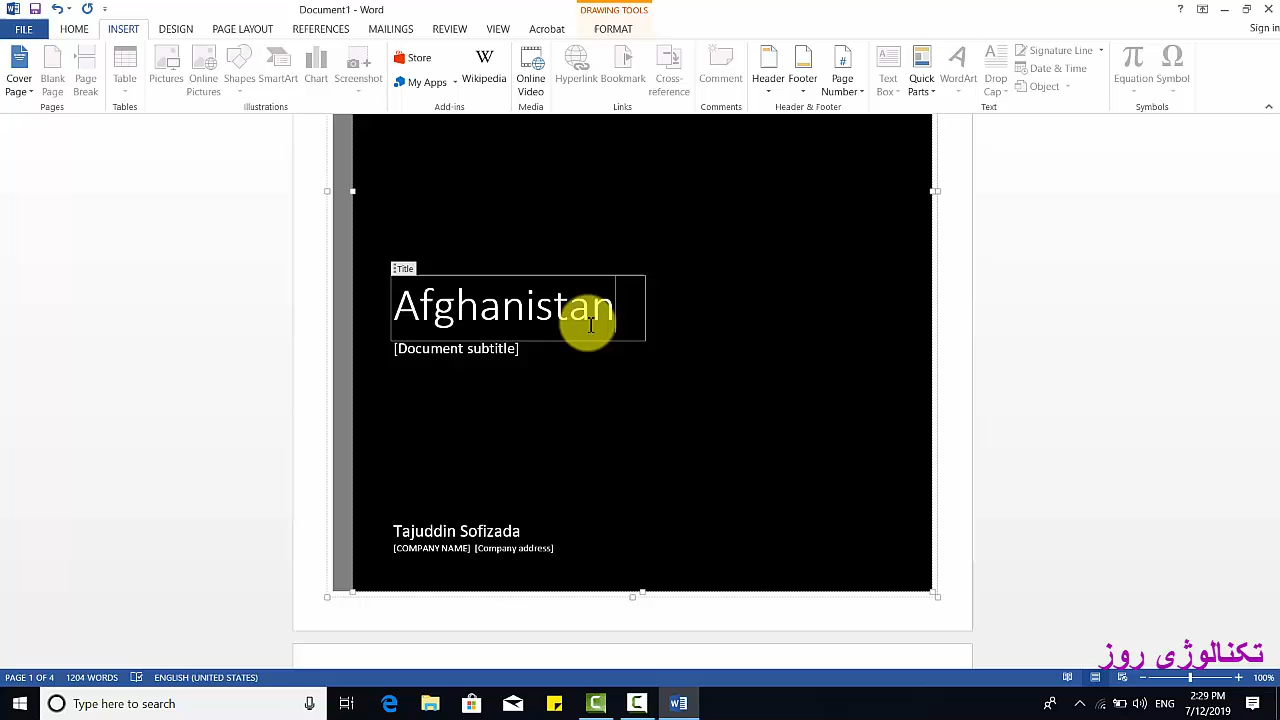 Document1 - Word
DRAWING TOOLS
?
Sign in
FILE HOME INSERT DESIGN PAGE LAYOUT REFERENCES MAILINGS REVIEW VIEW Acrobat FORMAT
Cover Page
Blank Page
Page Break
Pages
Table
Tables
Pictures
Online Pictures
Shapes
SmartArt
Chart
Screenshot
Illustrations
Store
My Apps
W
Wikipedia
Add-ins
Online Video
Media
Hyperlink
Bookmark
Cross-reference
Links
Comment
Comments
Header
Footer
#
Page Number
Header & Footer
A
Text Box
Quick Parts
A
WordArt
A
Drop Cap
Signature Line
Date & Time
Object
Text
π
Equation
Ω
Symbol
Symbols
Title
Afghanistan
[Document subtitle]
Tajuddin Sofizada
[COMPANY NAME] [Company address]
تکنالوژی روز
PAGE 1 OF 4 1204 WORDS ENGLISH (UNITED STATES) 100%
Type here to search
ENG
2:29 PM
7/12/2019